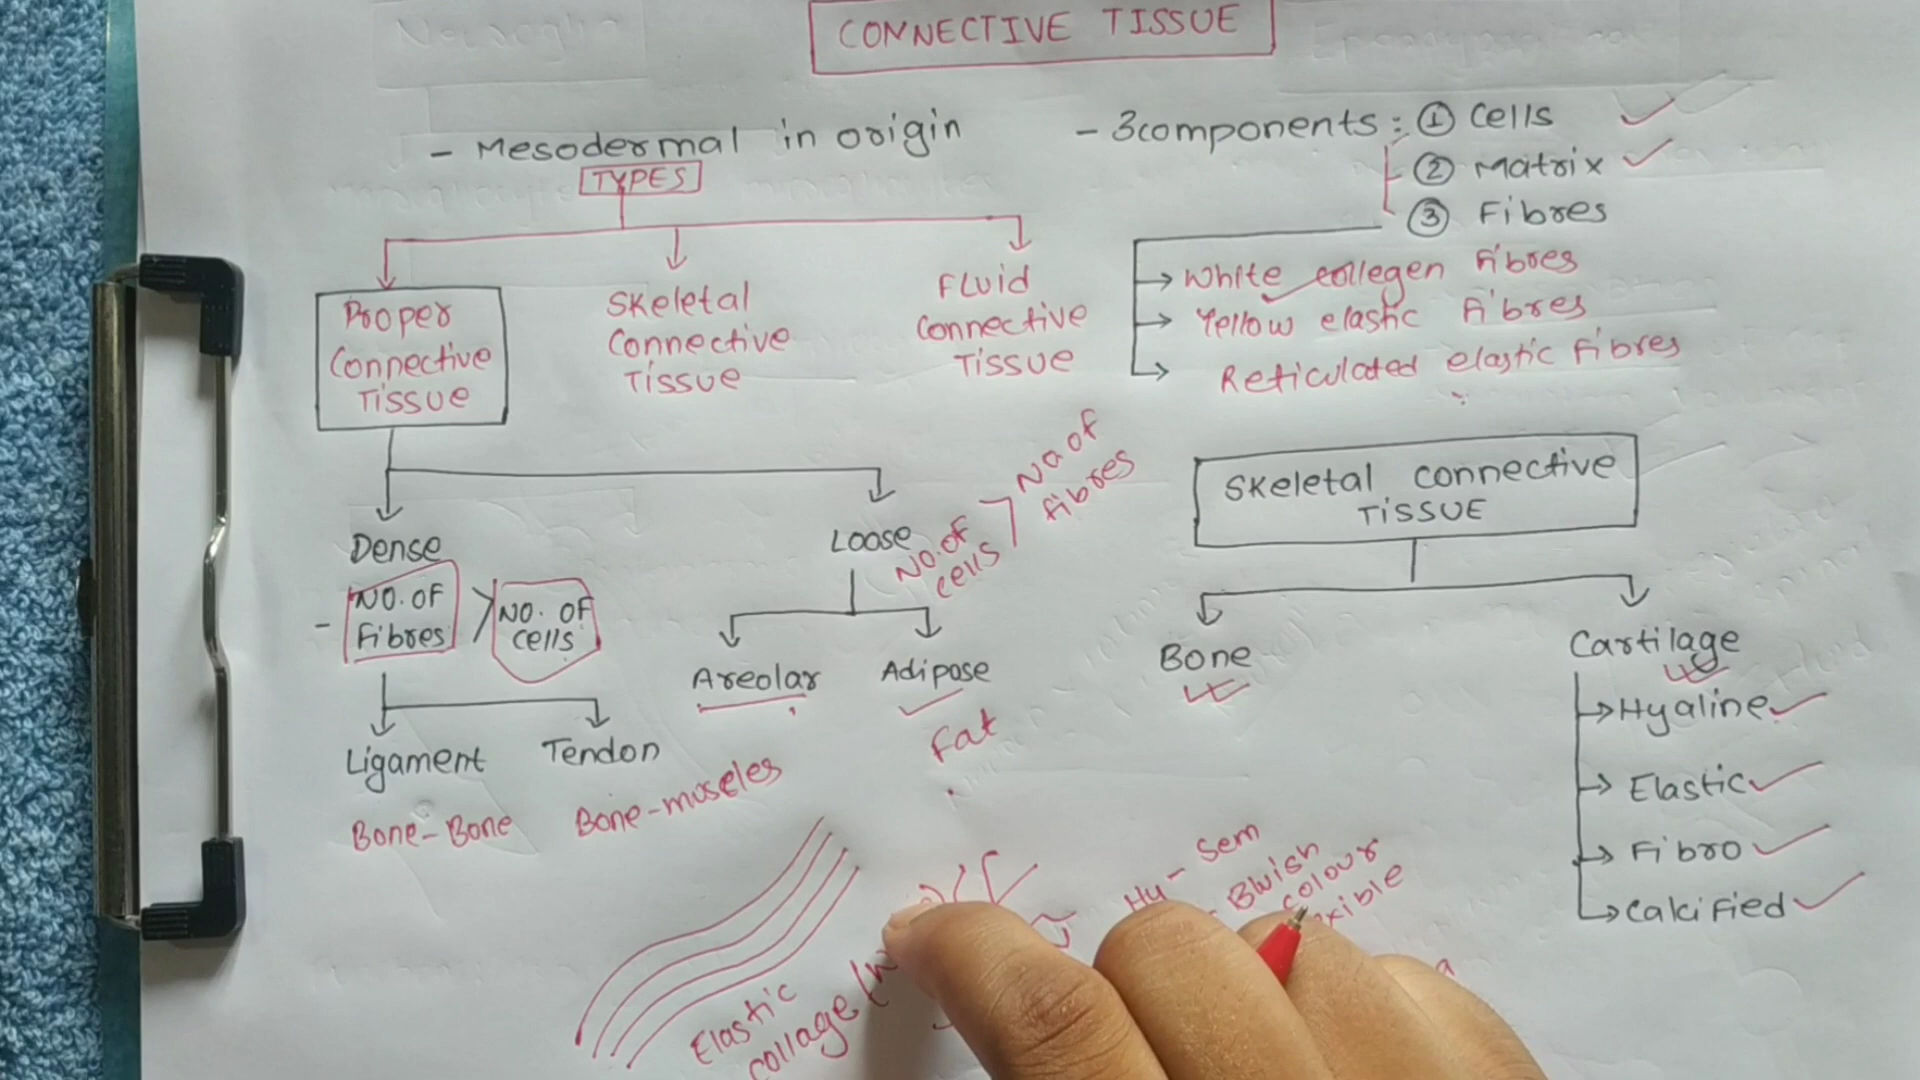 CONNECTIVE TISSUE
- Mesodermal in origin
- 3components : ① Cells
② Matrix
③ Fibres
TYPES
Proper
Connective
Tissue
Skeletal
Connective
Tissue
Fluid
Connective
Tissue
White collegen Fibres
Yellow elastic Fibres
Reticulated elastic Fibres
Dense
- No. of
Fibres > No. of
cells
Ligament
Bone-Bone
Tendon
Bone-museles
Loose
No. of
cells > No of
fibres
Areolar
Adipose
Fat
Skeletal connective
Tissue
Bone
Cartilage
Hyaline
Elastic
Fibro
Calcified
Elastic
collage
Hy - Sem
- Bwish
colour